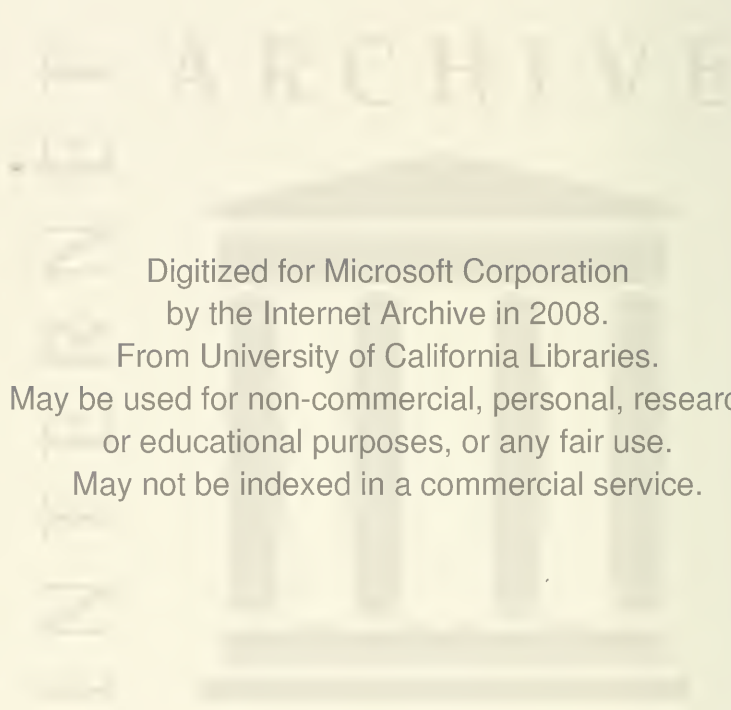 ARCHIVE
INTERNET
Digitized for Microsoft Corporation
by the Internet Archive in 2008.
From University of California Libraries.
May be used for non-commercial, personal, researc
or educational purposes, or any fair use.
May not be indexed in a commercial service.